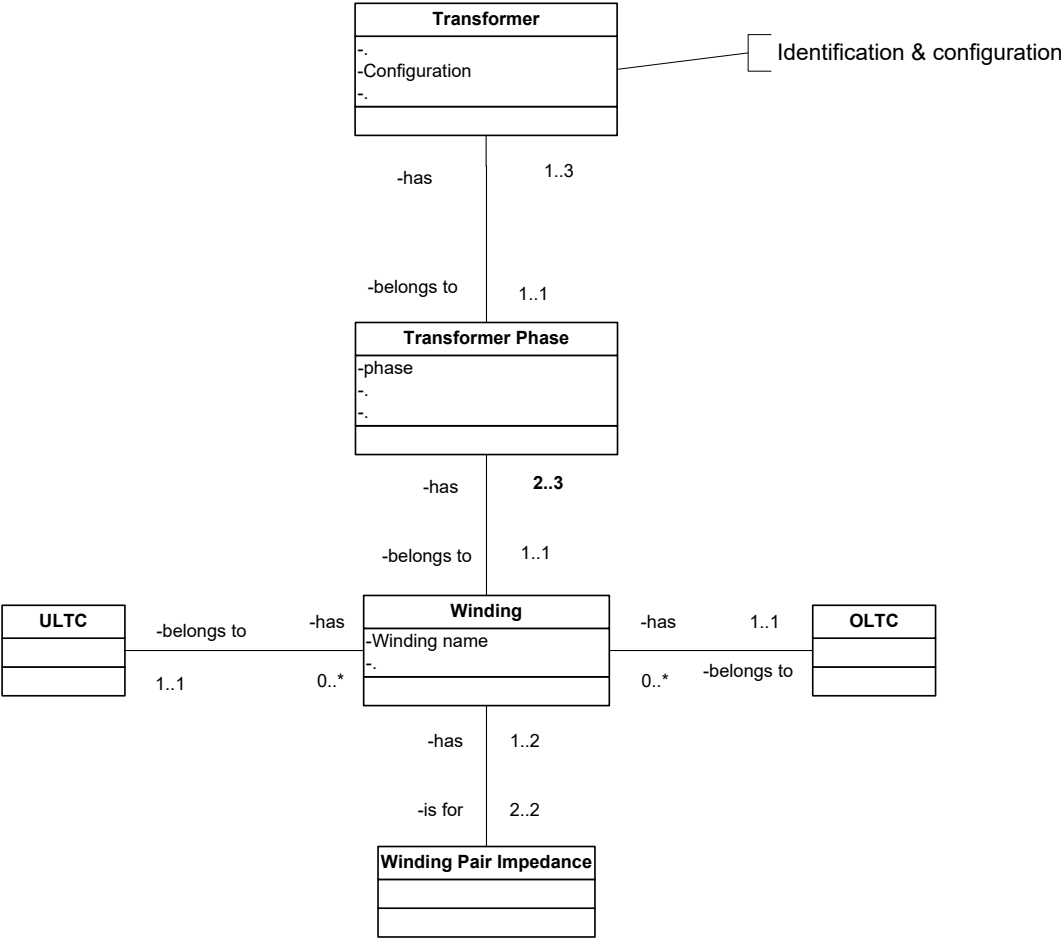 Transformer
-.
-Configuration
-.
Identification & configuration
-has
1..3
-belongs to
1..1
Transformer Phase
-phase
-.
-.
-has
2..3
-belongs to
1..1
ULTC
-belongs to
-has
1..1
0..*
Winding
-Winding name
-.
-has
1..1
0..*
-belongs to
OLTC
-has
1..2
-is for
2..2
Winding Pair Impedance